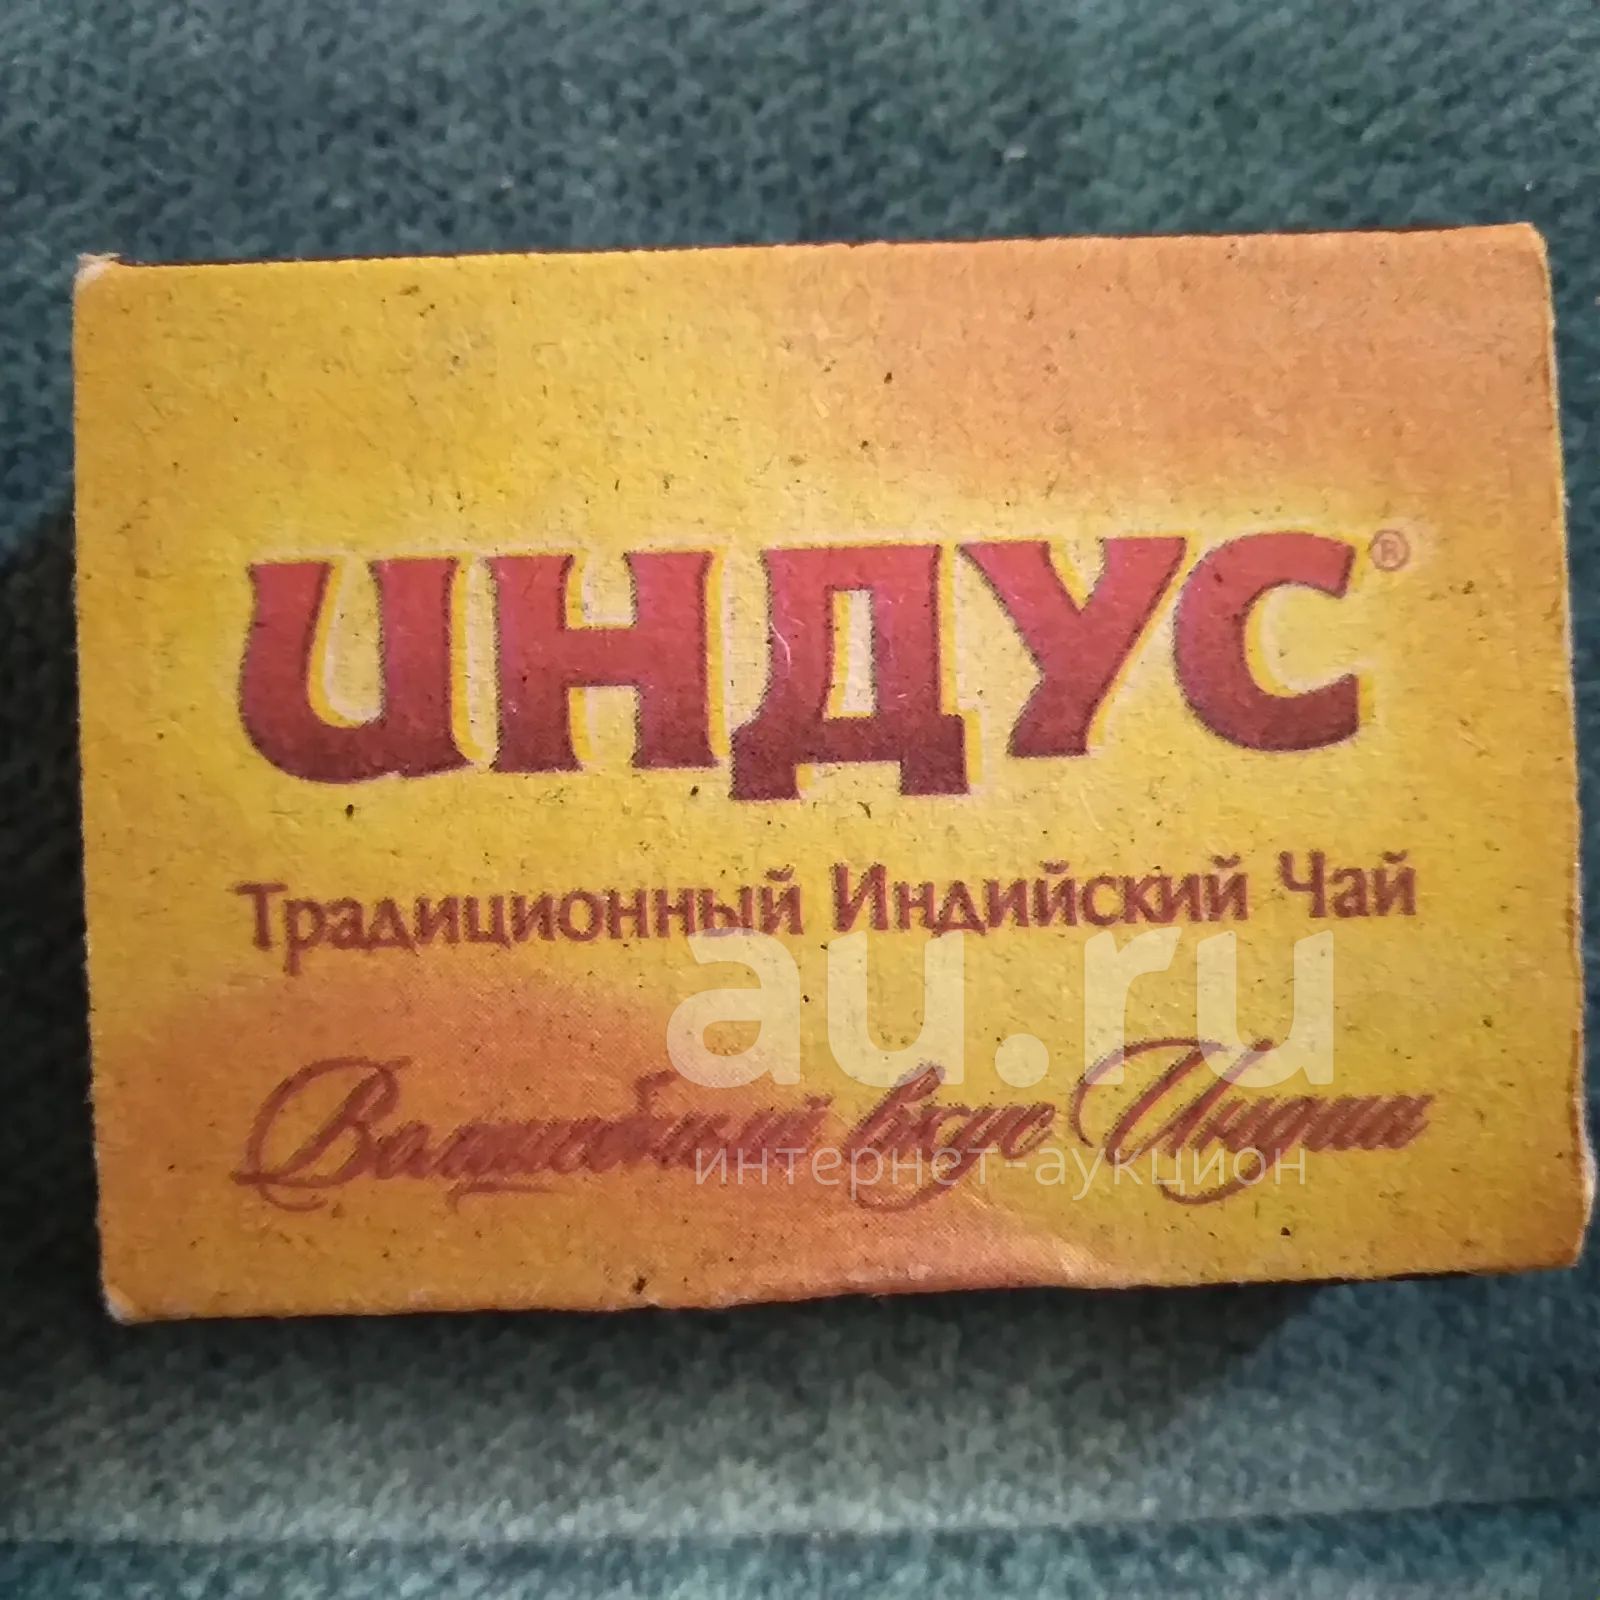 ИНДУС®
Традиционный Индийский Чай
au.ru
Волшебный вкус Индии
интернет-аукцион